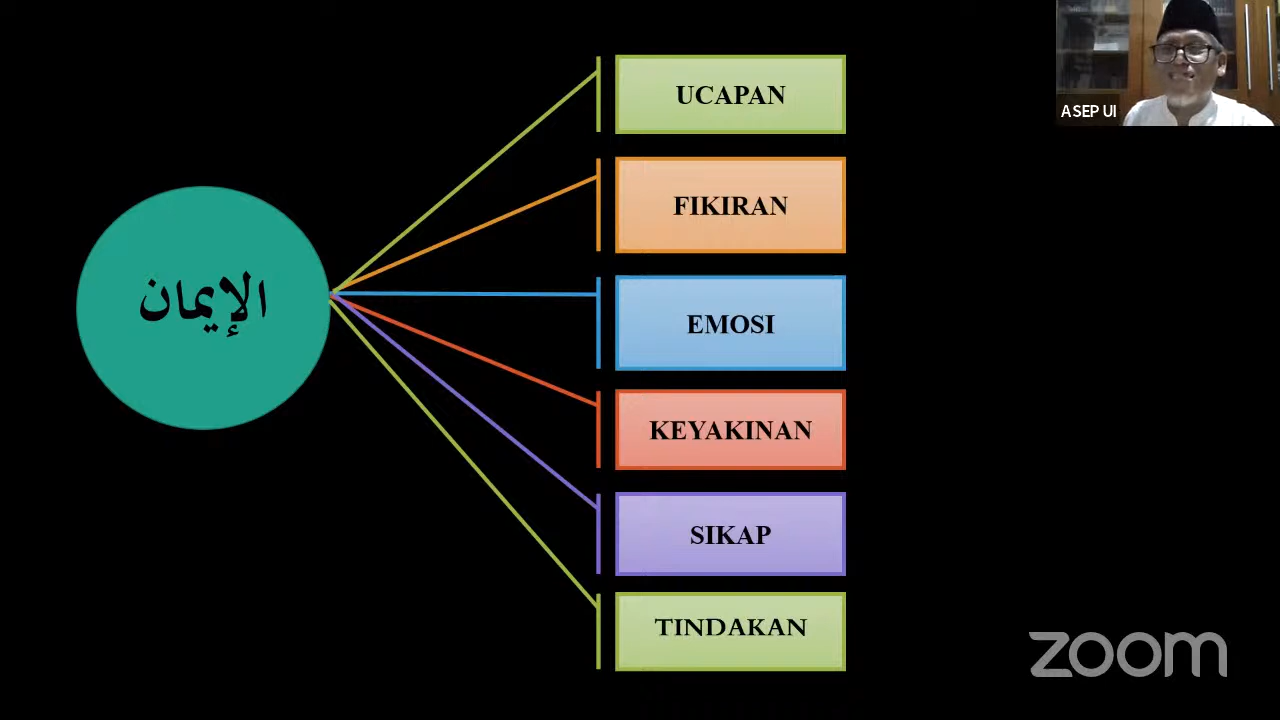 ASEP UI
UCAPAN
FIKIRAN
الإيمان
EMOSI
KEYAKINAN
SIKAP
TINDAKAN
zoom